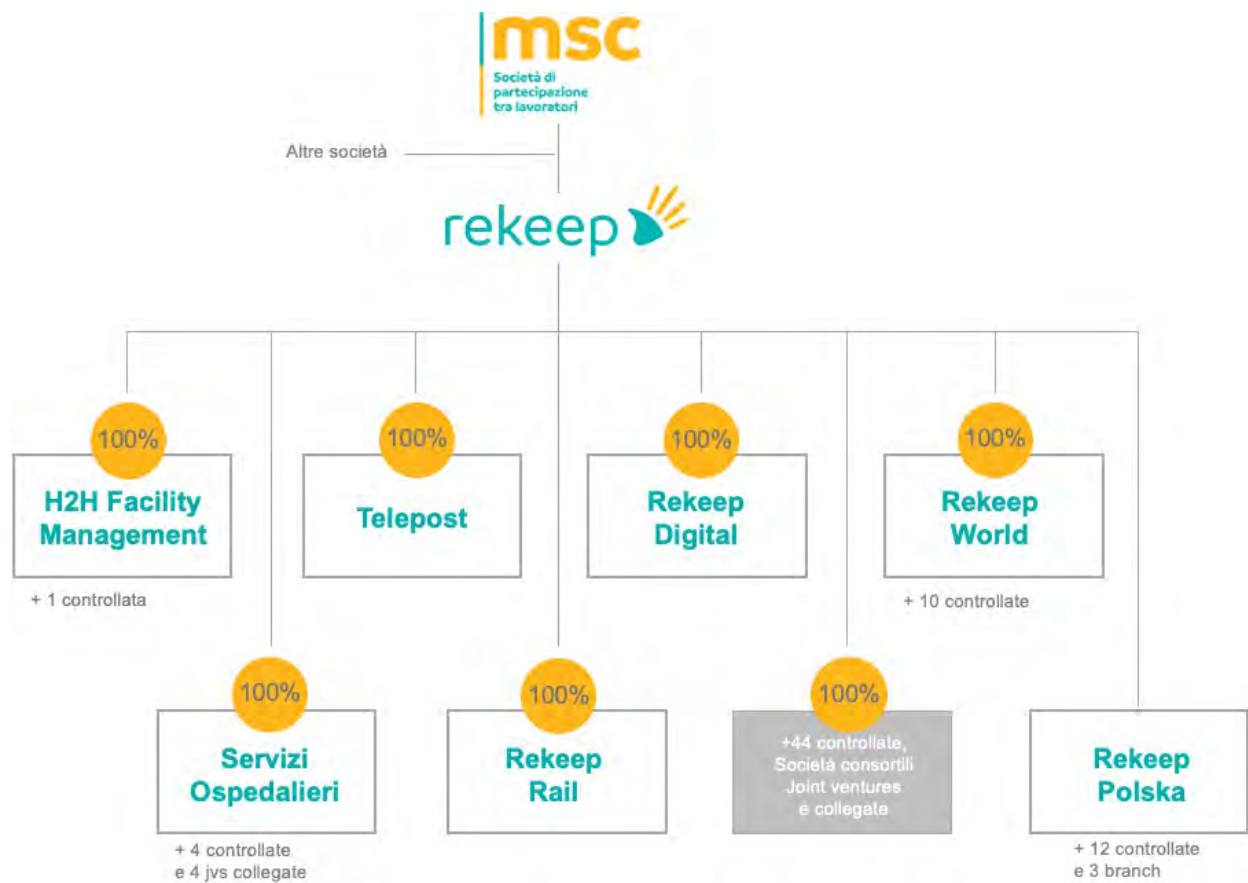 msc
Società di
partecipazione
tra lavoratori
Altre società
rekeep
100%
H2H Facility
Management
+ 1 controllata
100%
Telepost
100%
Rekeep
Digital
100%
Rekeep
World
+ 10 controllate
100%
Servizi
Ospedalieri
+ 4 controllate
e 4 jvs collegate
100%
Rekeep
Rail
100%
+44 controllate,
Società consortili
Joint ventures
e collegate
Rekeep
Polska
+ 12 controllate
e 3 branch